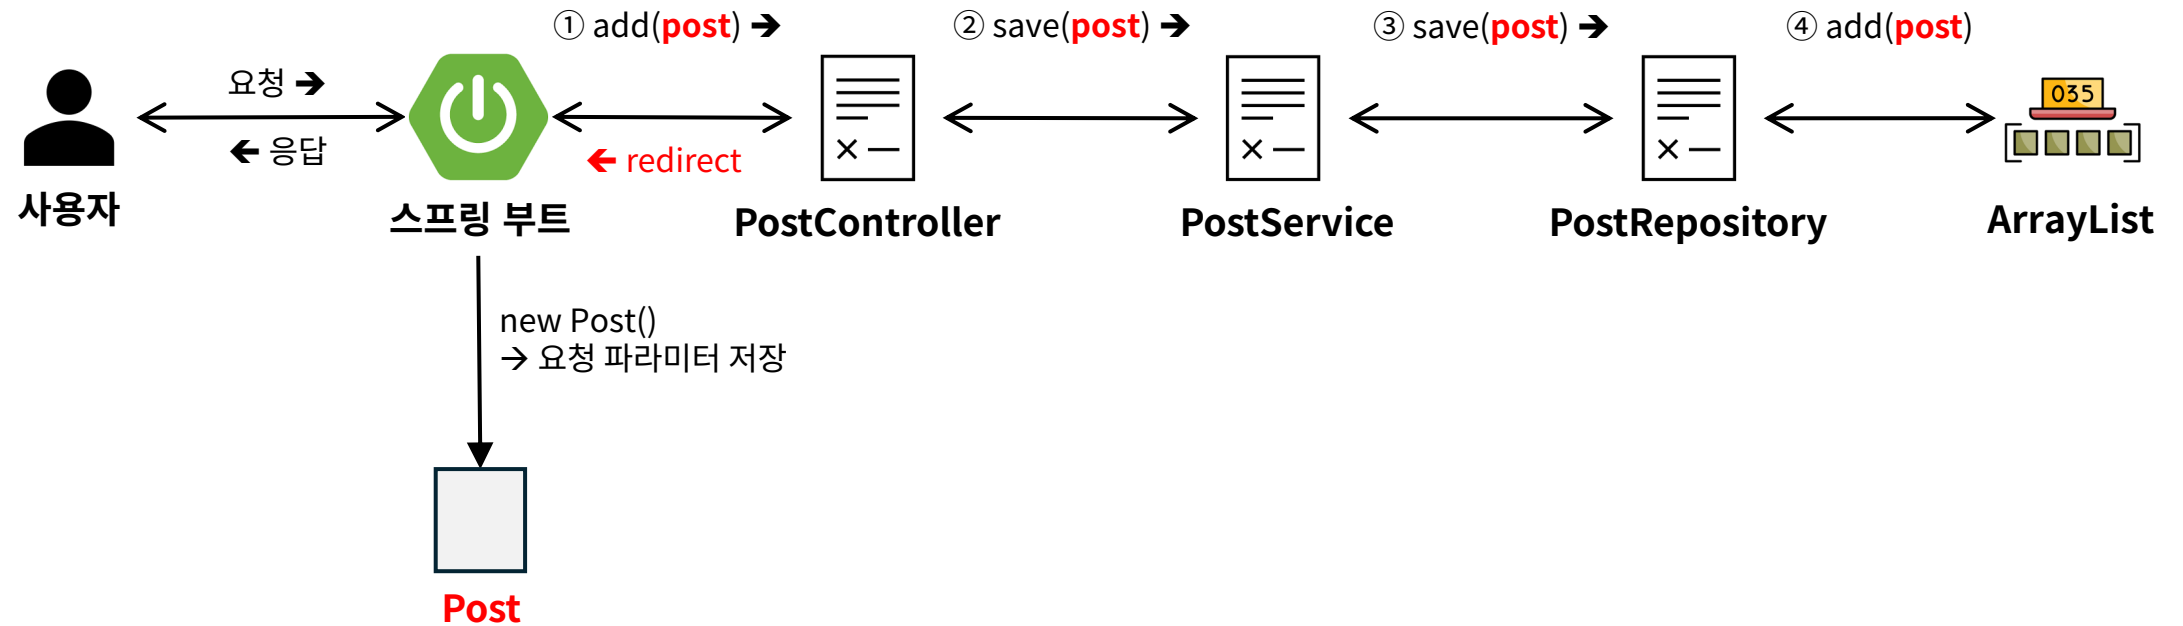 ① add(post) ➔
② save(post) ➔
③ save(post) ➔
④ add(post)
요청 ➔
← 응답
← redirect
035
사용자
스프링 부트
PostController
PostService
PostRepository
ArrayList
new Post()
→ 요청 파라미터 저장
Post